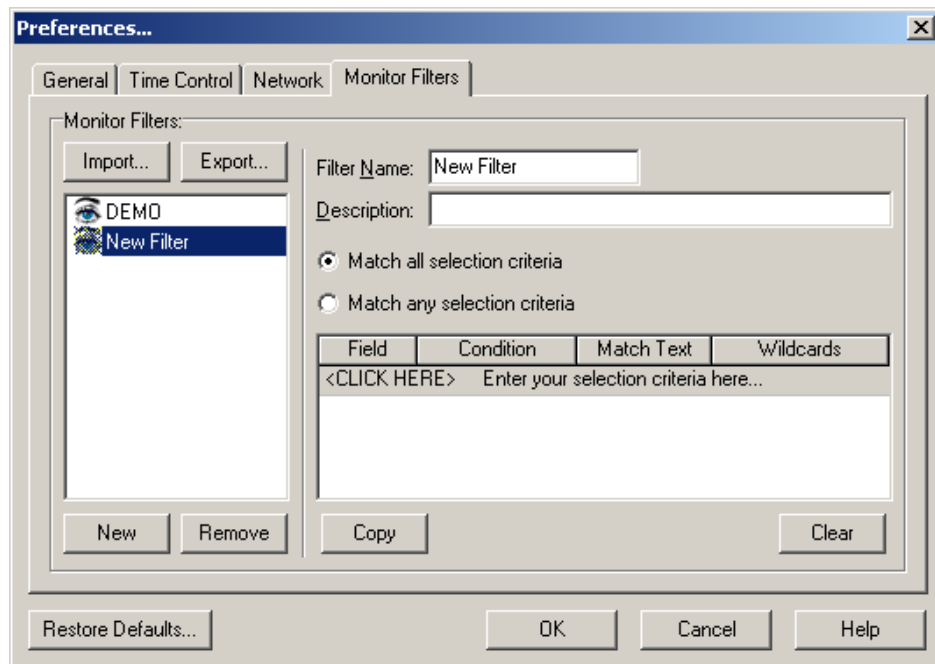 Preferences...
General Time Control Network Monitor Filters
Monitor Filters:
Import... Export...
DEMO
New Filter
New Remove
Filter Name: New Filter
Description:
Match all selection criteria
Match any selection criteria
Field Condition Match Text Wildcards
<CLICK HERE> Enter your selection criteria here...
Copy Clear
Restore Defaults... OK Cancel Help